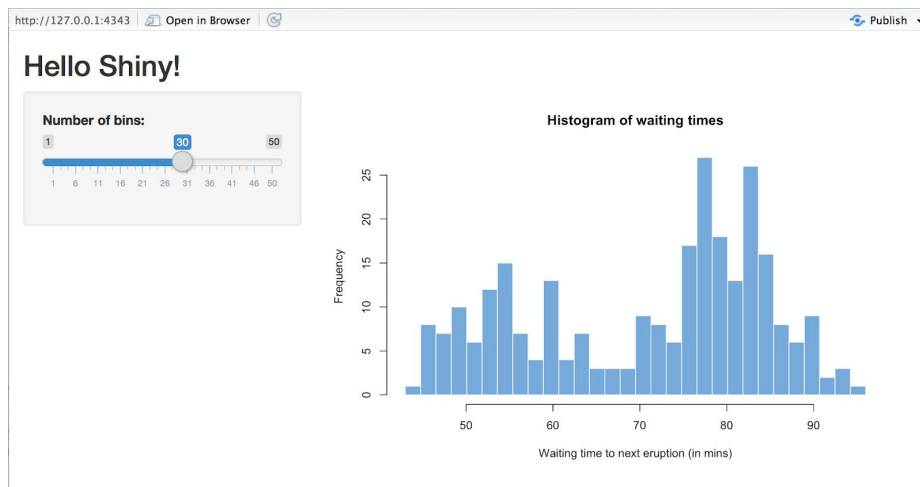 http://127.0.0.1:4343 Open in Browser Publish
Hello Shiny!
Number of bins:
1 30 50
1 6 11 16 21 26 31 36 41 46 50
Histogram of waiting times
Frequency
25
20
15
10
5
0
50 60 70 80 90
Waiting time to next eruption (in mins)